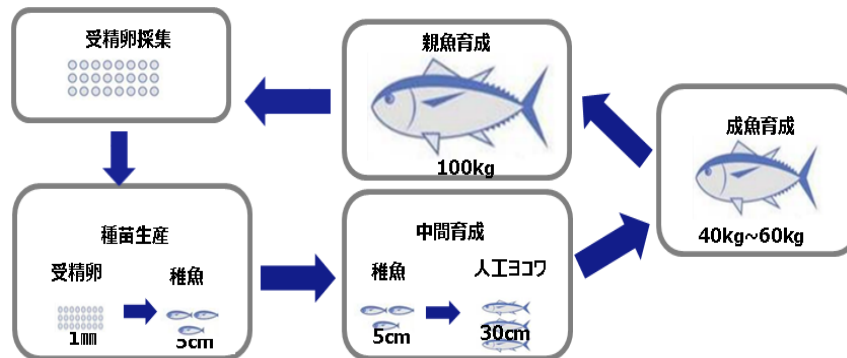 受精卵採集
親魚育成
100kg
成魚育成
40kg~60kg
種苗生産
受精卵
稚魚
1㎜
5cm
中間育成
稚魚
人工ヨコワ
5cm
30cm